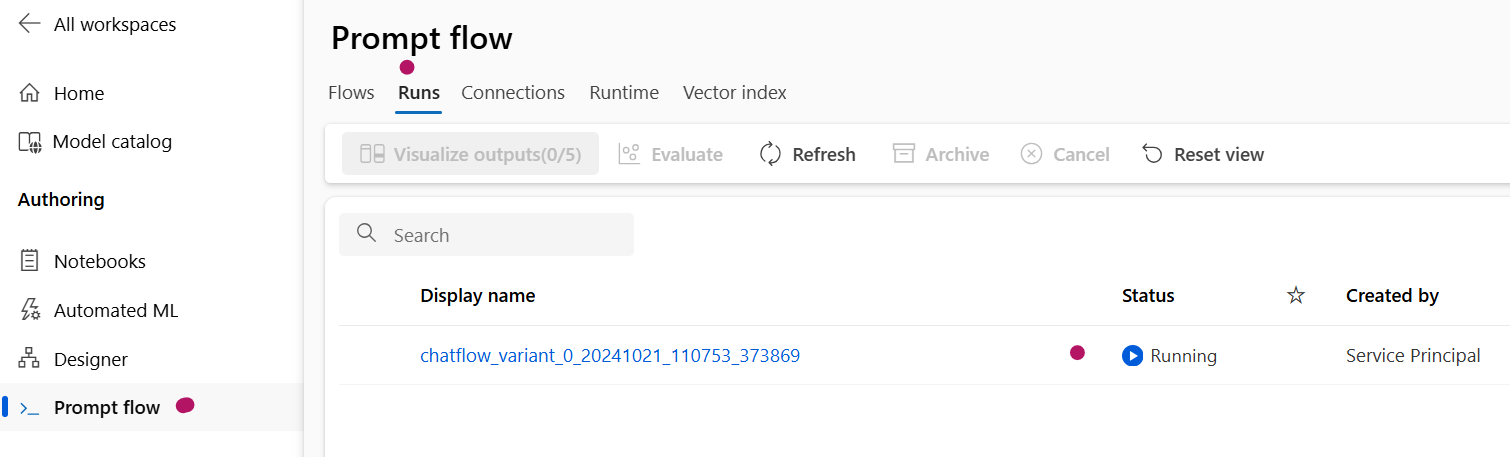 All workspaces
Home
Model catalog
Authoring
Notebooks
Automated ML
Designer
Prompt flow
Prompt flow
Flows Runs Connections Runtime Vector index
Visualize outputs(0/5) Evaluate Refresh Archive Cancel Reset view
Search
Display name Status Created by
chatflow_variant_0_20241021_110753_373869 Running Service Principal